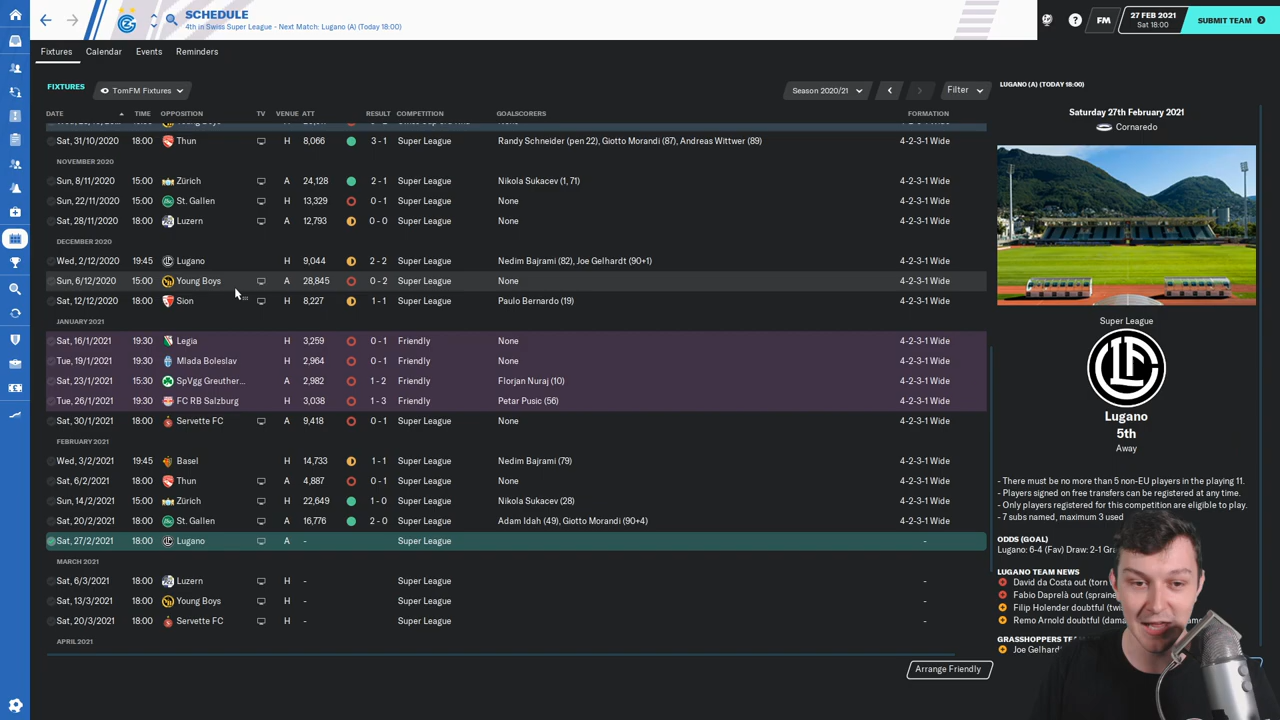 SCHEDULE
4th in Swiss Super League - Next Match: Lugano (A) (Today 18:00)
FM
27 FEB 2021
Sat 18:00
SUBMIT TEAM
Fixtures Calendar Events Reminders
FIXTURES
TomFM Fixtures
Season 2020/21
Filter
DATE TIME OPPOSITION TV VENUE ATT RESULT COMPETITION GOALSCORERS FORMATION
Sat, 31/10/2020 18:00 Thun H 8,066 3 - 1 Super League Randy Schneider (pen 22), Giotto Morandi (87), Andreas Wittwer (89) 4-2-3-1 Wide
NOVEMBER 2020
Sun, 8/11/2020 15:00 Zürich A 24,128 2 - 1 Super League Nikola Sukacev (1, 71) 4-2-3-1 Wide
Sun, 22/11/2020 15:00 St. Gallen H 13,329 0 - 1 Super League None 4-2-3-1 Wide
Sat, 28/11/2020 18:00 Luzern A 12,793 0 - 0 Super League None 4-2-3-1 Wide
DECEMBER 2020
Wed, 2/12/2020 19:45 Lugano H 9,044 2 - 2 Super League Nedim Bajrami (82), Joe Gelhardt (90+1) 4-2-3-1 Wide
Sun, 6/12/2020 15:00 Young Boys A 28,845 0 - 2 Super League None 4-2-3-1 Wide
Sat, 12/12/2020 18:00 Sion H 8,227 1 - 1 Super League Paulo Bernardo (19) 4-2-3-1 Wide
JANUARY 2021
Sat, 16/1/2021 19:30 Legia H 3,259 0 - 1 Friendly None 4-2-3-1 Wide
Tue, 19/1/2021 19:30 Mlada Boleslav H 2,964 0 - 1 Friendly None 4-2-3-1 Wide
Sat, 23/1/2021 15:30 SpVgg Greuther... A 2,982 1 - 2 Friendly Florjan Nuraj (10) 4-2-3-1 Wide
Tue, 26/1/2021 19:30 FC RB Salzburg H 3,038 1 - 3 Friendly Petar Pusic (56) 4-2-3-1 Wide
Sat, 30/1/2021 18:00 Servette FC A 9,418 0 - 1 Super League None 4-2-3-1 Wide
FEBRUARY 2021
Wed, 3/2/2021 19:45 Basel H 14,733 1 - 1 Super League Nedim Bajrami (79) 4-2-3-1 Wide
Sat, 6/2/2021 18:00 Thun A 4,887 0 - 1 Super League None 4-2-3-1 Wide
Sun, 14/2/2021 15:00 Zürich H 22,649 1 - 0 Super League Nikola Sukacev (28) 4-2-3-1 Wide
Sat, 20/2/2021 18:00 St. Gallen A 16,776 2 - 0 Super League Adam Idah (49), Giotto Morandi (90+4) 4-2-3-1 Wide
Sat, 27/2/2021 18:00 Lugano A - Super League -
MARCH 2021
Sat, 6/3/2021 18:00 Luzern H - Super League -
Sat, 13/3/2021 18:00 Young Boys H - Super League -
Sat, 20/3/2021 18:00 Servette FC H - Super League -
APRIL 2021
Arrange Friendly
LUGANO (A) (TODAY 18:00)
Saturday 27th February 2021
Cornaredo
Super League
Lugano
5th
Away
- There must be no more than 5 non-EU players in the playing 11.
- Players signed on free transfers can be registered at any time.
- Only players registered for this competition are eligible to play.
- 7 subs named, maximum 3 used
ODDS (GOAL)
Lugano: 6-4 (Fav) Draw: 2-1
LUGANO TEAM NEWS
David da Costa out (torn
Fabio Daprelà out
Filip Holender doubtful
Remo Arnold doubtful
GRASSHOPPERS
Joe Gelhardt